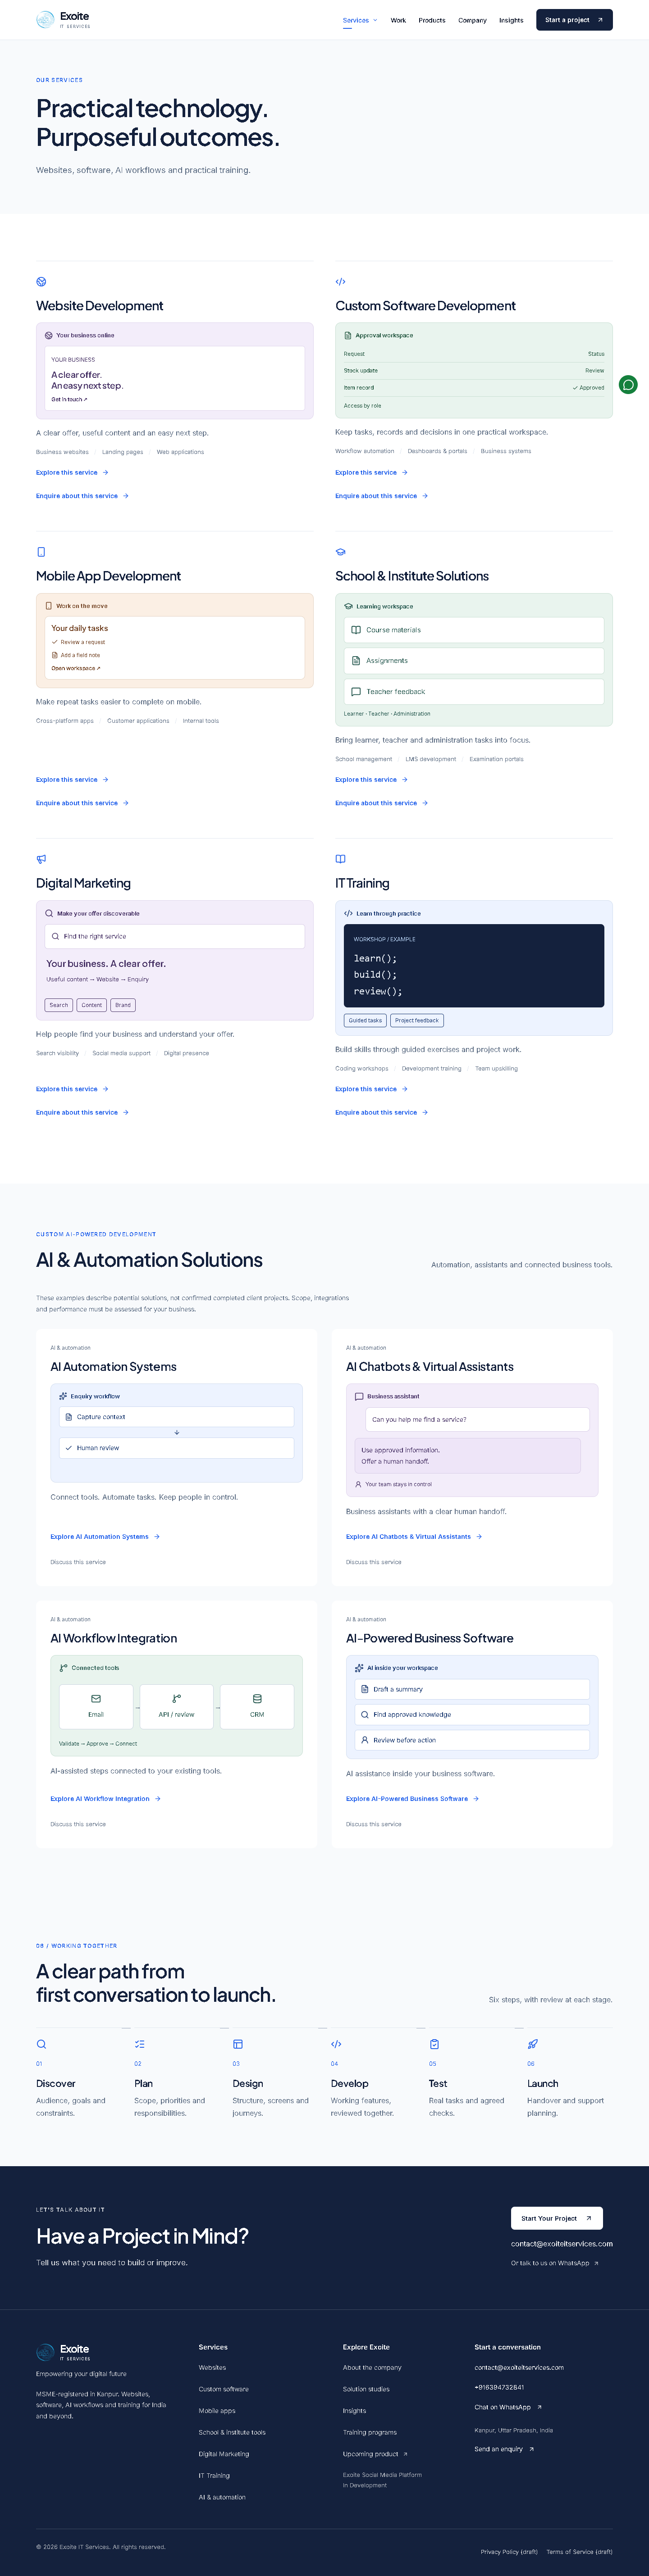 Exoite
IT SERVICES
Services
Work
Products
Company
Insights
Start a project
OUR SERVICES
Practical technology.
Purposeful outcomes.
Websites, software, AI workflows and practical training.
Website Development
Your business online
YOUR BUSINESS
A clear offer.
An easy next step.
Get in touch ↗
A clear offer, useful content and an easy next step.
Business websites
Landing pages
Web applications
Explore this service →
Enquire about this service →
Custom Software Development
Approval workspace
Request Status
Stock update Review
Item record ✓ Approved
Access by role
Keep tasks, records and decisions in one practical workspace.
Workflow automation
Dashboards & portals
Business systems
Explore this service →
Enquire about this service →
Mobile App Development
Work on the move
Your daily tasks
Review a request
Add a field note
Open workspace ↗
Make repeat tasks easier to complete on mobile.
Cross-platform apps
Customer applications
Internal tools
Explore this service →
Enquire about this service →
School & Institute Solutions
Learning workspace
Course materials
Assignments
Teacher feedback
Learner · Teacher · Administration
Bring learner, teacher and administration tasks into focus.
School management
LMS development
Examination portals
Explore this service →
Enquire about this service →
Digital Marketing
Make your offer discoverable
Find the right service
Your business. A clear offer.
Useful content → Website → Enquiry
Search
Content
Brand
Help people find your business and understand your offer.
Search visibility
Social media support
Digital presence
Explore this service →
Enquire about this service →
IT Training
Learn through practice
WORKSHOP / EXAMPLE
learn();
build();
review();
Guided tasks
Project feedback
Build skills through guided exercises and project work.
Coding workshops
Development training
Team upskilling
Explore this service →
Enquire about this service →
CUSTOM AI-POWERED DEVELOPMENT
AI & Automation Solutions
Automation, assistants and connected business tools.
These examples describe potential solutions, not confirmed completed client projects. Scope, integrations
and performance must be assessed for your business.
AI & automation
AI Automation Systems
Enquiry workflow
Capture context
Human review
Connect tools. Automate tasks. Keep people in control.
Explore AI Automation Systems →
Discuss this service
AI & automation
AI Chatbots & Virtual Assistants
Business assistant
Can you help me find a service?
Use approved information.
Offer a human handoff.
Your team stays in control
Business assistants with a clear human handoff.
Explore AI Chatbots & Virtual Assistants →
Discuss this service
AI & automation
AI Workflow Integration
Connected tools
Email
→
API / review
→
CRM
Validate → Approve → Connect
AI-assisted steps connected to your existing tools.
Explore AI Workflow Integration →
Discuss this service
AI & automation
AI-Powered Business Software
AI inside your workspace
Draft a summary
Find approved knowledge
Review before action
AI assistance inside your business software.
Explore AI-Powered Business Software →
Discuss this service
08 / WORKING TOGETHER
A clear path from
first conversation to launch.
Six steps, with review at each stage.
01
Discover
Audience, goals and
constraints.
02
Plan
Scope, priorities and
responsibilities.
03
Design
Structure, screens and
journeys.
04
Develop
Working features,
reviewed together.
05
Test
Real tasks and agreed
checks.
06
Launch
Handover and support
planning.
LET'S TALK ABOUT IT
Have a Project in Mind?
Tell us what you need to build or improve.
Start Your Project
contact@exoiteitservices.com
Or talk to us on WhatsApp
Exoite
IT SERVICES
Empowering your digital future
MSME-registered in Kanpur. Websites,
software, AI workflows and training for India
and beyond.
Services
Websites
Custom software
Mobile apps
School & institute tools
Digital Marketing
IT Training
AI & automation
Explore Exoite
About the company
Solution studies
Insights
Training programs
Upcoming product
Exoite Social Media Platform
In Development
Start a conversation
contact@exoiteitservices.com
+916394732841
Chat on WhatsApp
Kanpur, Uttar Pradesh, India
Send an enquiry
© 2026 Exoite IT Services. All rights reserved.
Privacy Policy (draft)
Terms of Service (draft)